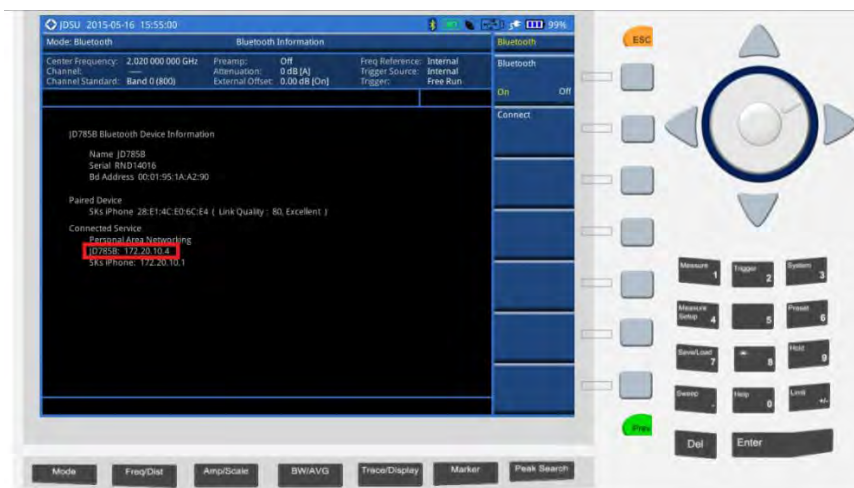 JDSU 2015-05-16 15:55:00 99%
Mode: Bluetooth Bluetooth Information Bluetooth
Center Frequency: 2.020 000 000 GHz Preamp: Off Freq Reference: Internal
Channel: ---- Attenuation: 0 dB [A] Trigger Source: Internal
Channel Standard: Band 0 (800) External Offset: 0.00 dB [On] Trigger: Free Run
Bluetooth
On Off
Connect
JD785B Bluetooth Device Information
Name JD785B
Serial RND14016
Bd Address 00:01:95:1A:A2:90
Paired Device
SKs iPhone 28:E1:4C:E0:6C:E4 ( Link Quality : 80, Excellent )
Connected Service
Personal Area Networking
JD785B: 172.20.10.4
SKs iPhone: 172.20.10.1
ESC
Measure 1 Trigger 2 System 3
Measure Setup 4 5 Preset 6
Save/Load 7 8 Hold 9
Sweep . Help 0 Limit +/-
Prev
Del Enter
Mode Freq/Dist Amp/Scale BW/AVG Trace/Display Marker Peak Search